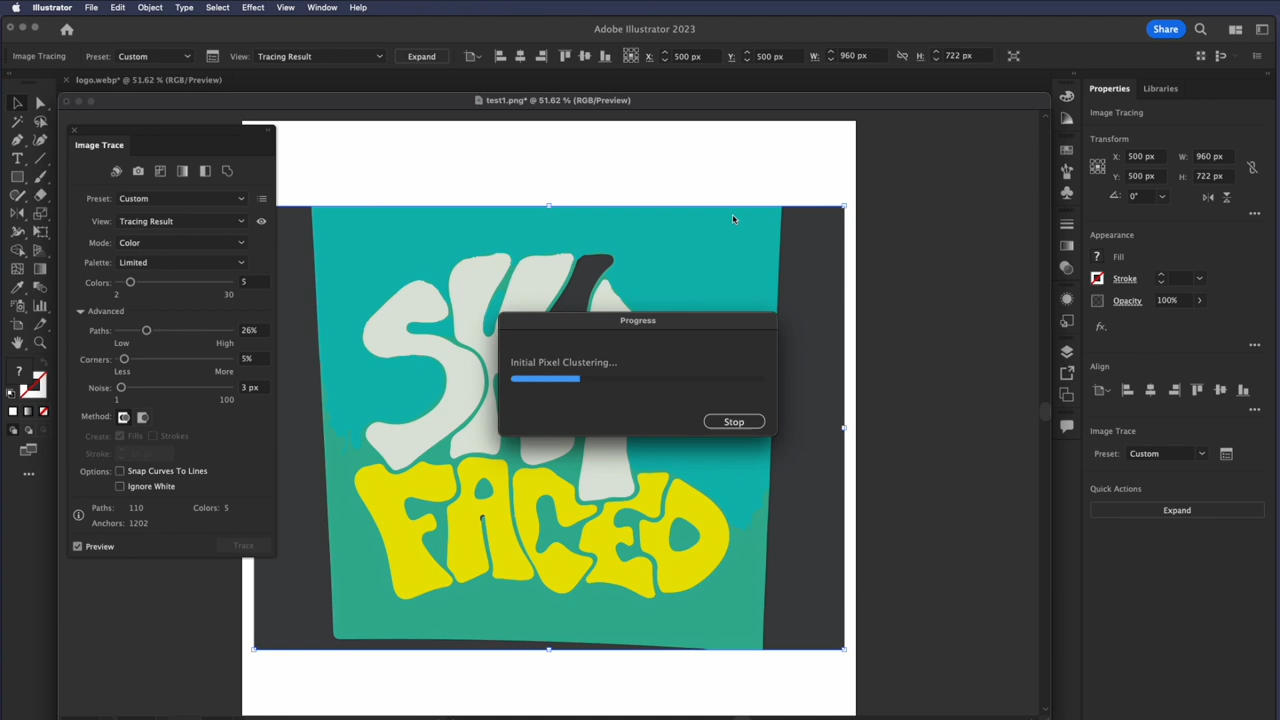 Illustrator File Edit Object Type Select Effect View Window Help
Adobe Illustrator 2023
Share
Image Tracing Preset: Custom View: Tracing Result Expand X: 500 px Y: 500 px W: 960 px H: 722 px
logo.webp* @ 51.62 % (RGB/Preview)
test1.png* @ 51.62 % (RGB/Preview)
Image Trace
Preset: Custom
View: Tracing Result
Mode: Color
Palette: Limited
Colors: 5
2 30
Advanced
Paths: 26%
Low High
Corners: 5%
Less More
Noise: 3 px
1 100
Method:
Create: Fills Strokes
Stroke:
Options: Snap Curves To Lines
Ignore White
Paths: 110 Colors: 5
Anchors: 1202
Preview Trace
FACED
Progress
Initial Pixel Clustering...
Stop
Properties Libraries
Image Tracing
Transform
X: 500 px W: 960 px
Y: 500 px H: 722 px
0°
Appearance
? Fill
Stroke
Opacity 100%
fx.
Align
Image Trace
Preset: Custom
Quick Actions
Expand